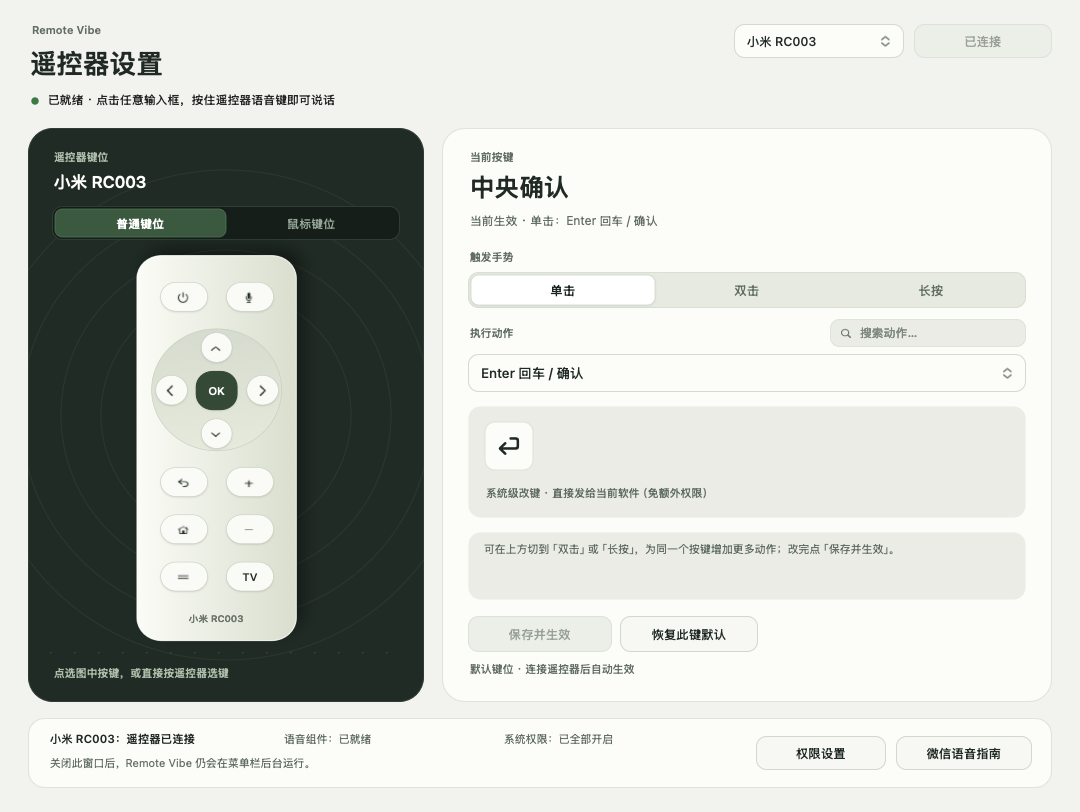 Remote Vibe
遥控器设置
已就绪 · 点击任意输入框，按住遥控器语音键即可说话
小米 RC003
已连接
遥控器键位
小米 RC003
普通键位
鼠标键位
OK
TV
小米 RC003
点选图中按键，或直接按遥控器选键
当前按键
中央确认
当前生效 · 单击：Enter 回车 / 确认
触发手势
单击
双击
长按
执行动作
搜索动作...
Enter 回车 / 确认
系统级改键 · 直接发给当前软件（免额外权限）
可在上方切到「双击」或「长按」，为同一个按键增加更多动作；改完点「保存并生效」。
保存并生效
恢复此键默认
默认键位 · 连接遥控器后自动生效
小米 RC003：遥控器已连接
语音组件：已就绪
系统权限：已全部开启
关闭此窗口后，Remote Vibe 仍会在菜单栏后台运行。
权限设置
微信语音指南